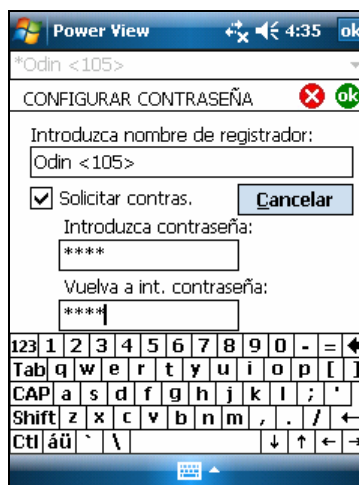 Power View 4:35 ok
*Odin <105>
CONFIGURAR CONTRASEÑA ok
Introduzca nombre de registrador:
Odin <105>
Solicitar contras. Cancelar
Introduzca contraseña:
****
Vuelva a int. contraseña:
****
123 1 2 3 4 5 6 7 8 9 0 - =
Tab q w e r t y u i o p [ ]
CAP a s d f g h j k l ; '
Shift z x c v b n m , . / ←
Ctl áü ` \ ↓ ↑ ← →